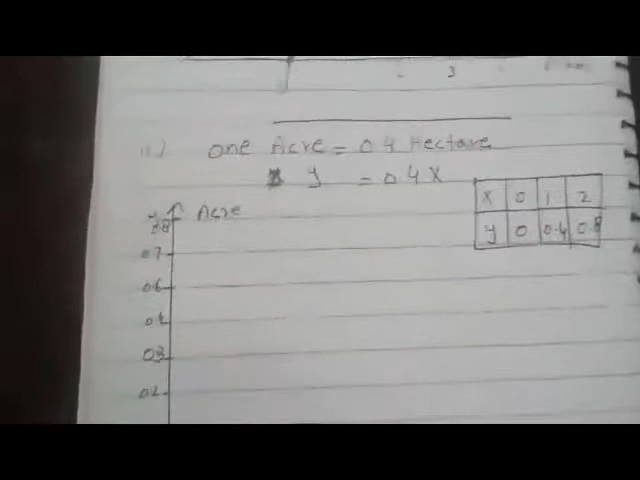 3
ii) one Acre = 0.4 Hectare
y = 0.4 x
x 0 1 2
y 0 0.4 0.8
y Acre
0.8
0.7
0.6
0.4
0.3
0.2